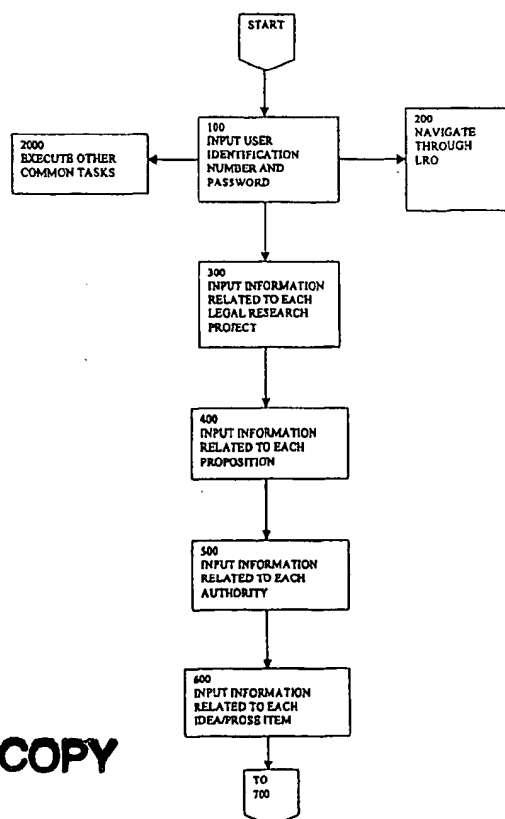 START
100
INPUT USER
IDENTIFICATION
NUMBER AND
PASSWORD
2000
EXECUTE OTHER
COMMON TASKS
200
NAVIGATE
THROUGH
LRO
300
INPUT INFORMATION
RELATED TO EACH
LEGAL RESEARCH
PROJECT
400
INPUT INFORMATION
RELATED TO EACH
PROPOSITION
500
INPUT INFORMATION
RELATED TO EACH
AUTHORITY
600
INPUT INFORMATION
RELATED TO EACH
IDEA/PROSE ITEM
COPY
TO
700